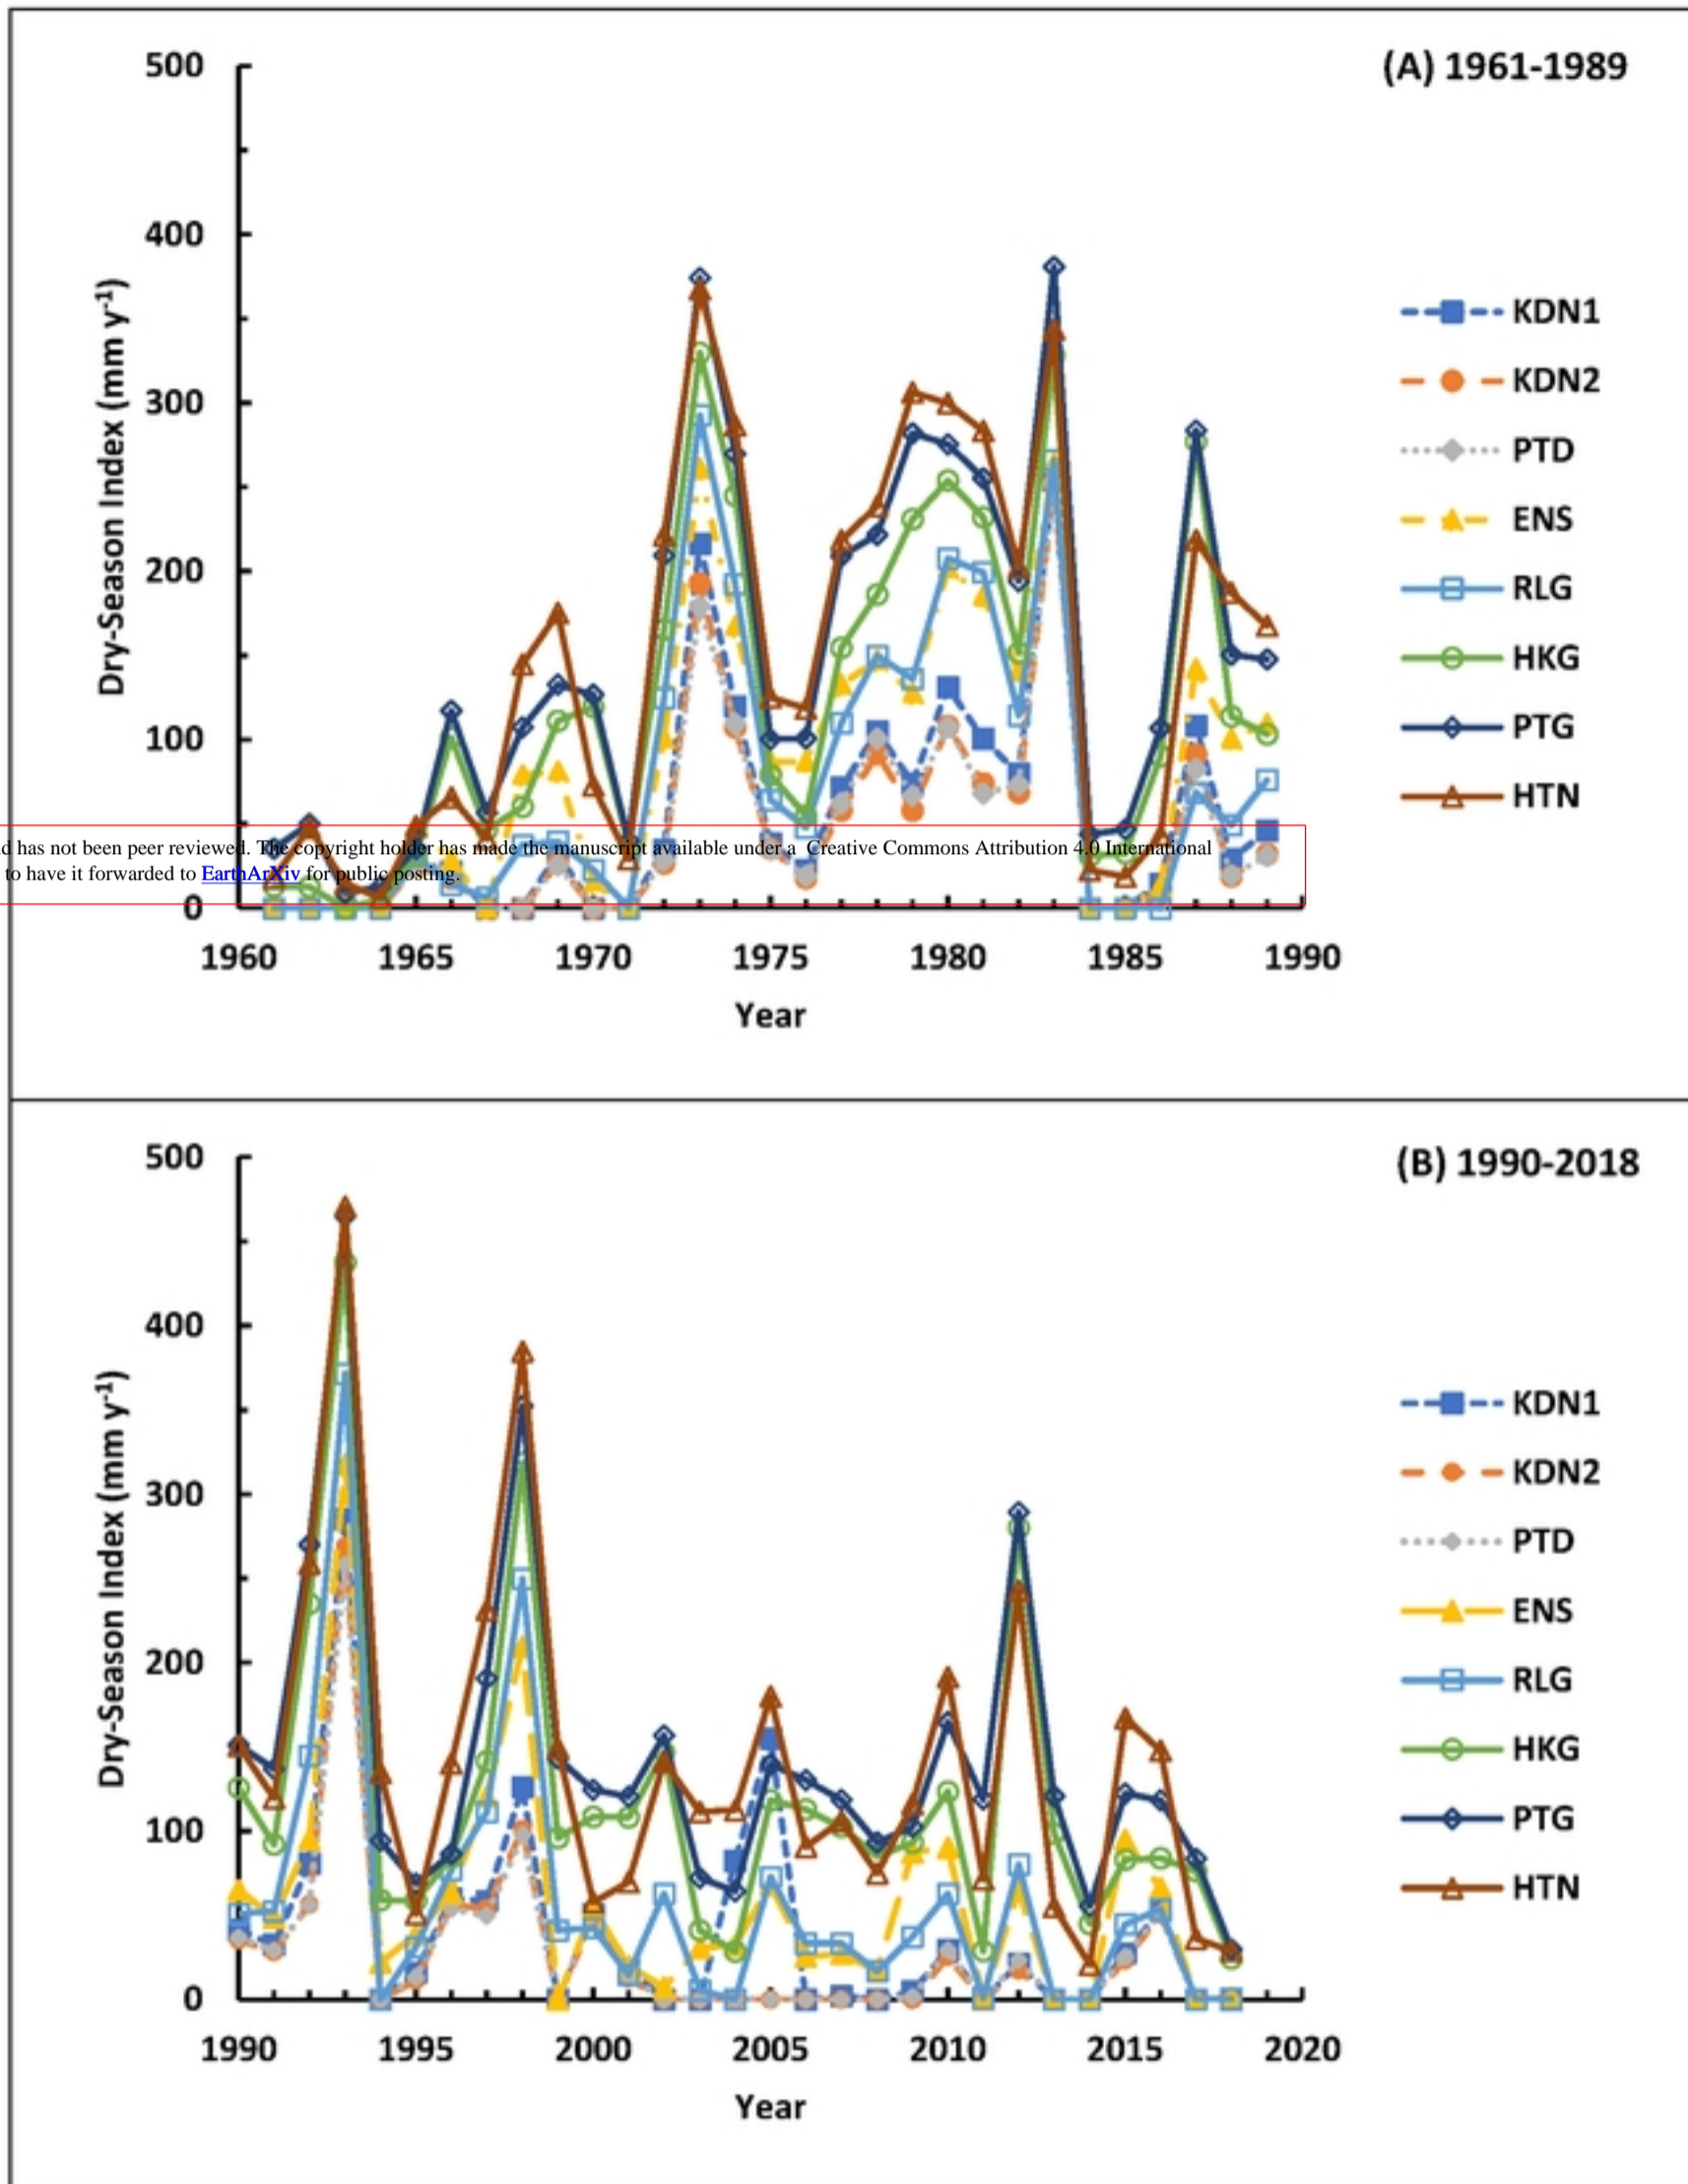 (A) 1961-1989
500
400
300
200
100
0
Dry-Season Index (mm y-1)
1960 1965 1970 1975 1980 1985 1990
Year
KDN1
KDN2
PTD
ENS
RLG
HKG
PTG
HTN
d has not been peer reviewed. The copyright holder has made the manuscript available under a Creative Commons Attribution 4.0 International
to have it forwarded to EarthArXiv for public posting.
(B) 1990-2018
500
400
300
200
100
0
Dry-Season Index (mm y-1)
1990 1995 2000 2005 2010 2015 2020
Year
KDN1
KDN2
PTD
ENS
RLG
HKG
PTG
HTN